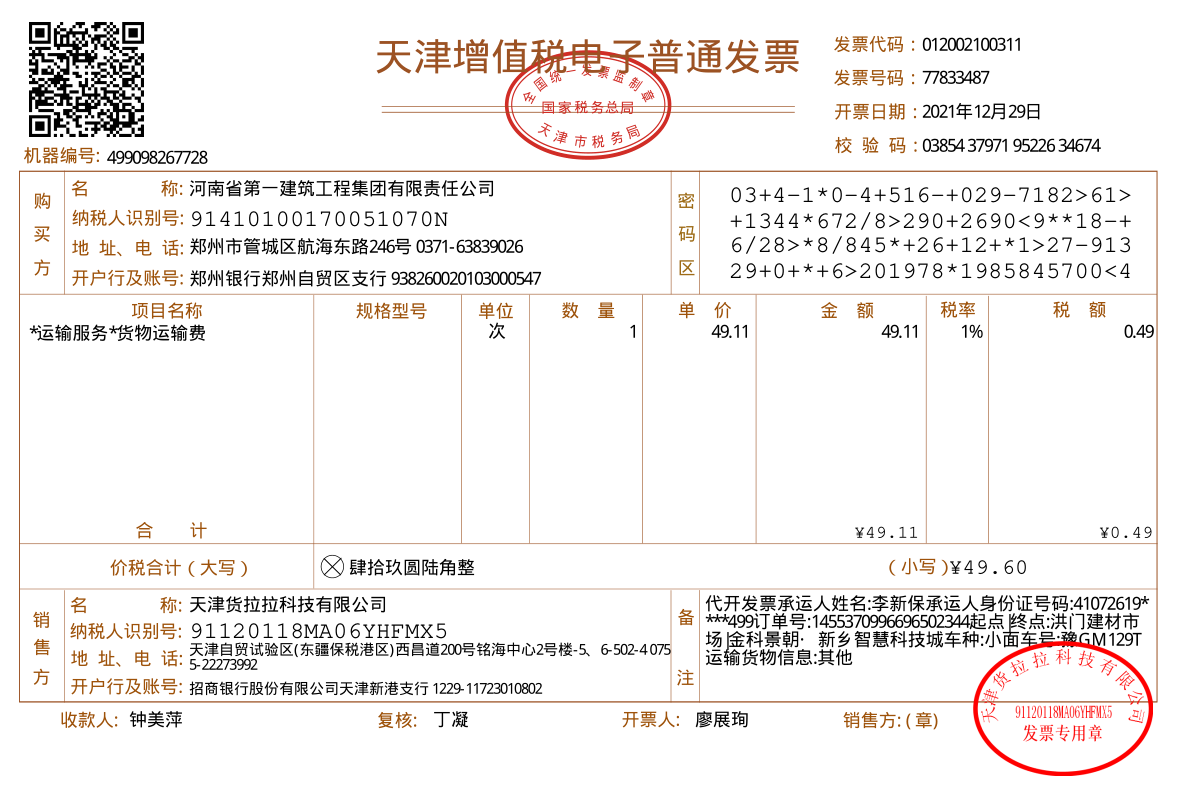 天津增值税电子普通发票
全国统一发票监制章
国家税务总局
天津市税务局
发票代码：012002100311
发票号码：77833487
开票日期：2021年12月29日
校 验 码：03854 37971 95226 34674
机器编号: 499098267728
购买方
名 称: 河南省第一建筑工程集团有限责任公司
纳税人识别号: 91410100170051070N
地 址、电 话: 郑州市管城区航海东路246号 0371-63839026
开户行及账号: 郑州银行郑州自贸区支行 938260020103000547
密码区
03+4-1*0-4+516-+029-7182>61>
+1344*672/8>290+2690<9**18-+
6/28>*8/845*+26+12+*1>27-913
29+0+*+6>201978*1985845700<4
项目名称 规格型号 单位 数 量 单 价 金 额 税率 税 额
*运输服务*货物运输费 次 1 49.11 49.11 1% 0.49
合 计 ¥49.11 ¥0.49
价税合计（大写） 肆拾玖圆陆角整 （小写）¥49.60
销售方
名 称: 天津货拉拉科技有限公司
纳税人识别号: 91120118MA06YHFMX5
地 址、电 话: 天津自贸试验区(东疆保税港区)西昌道200号铭海中心2号楼-5、6-502-4 075
5-22273992
开户行及账号: 招商银行股份有限公司天津新港支行 1229-11723010802
备注
代开发票承运人姓名:李新保承运人身份证号码:41072619*
***499订单号:1455370996696502344起点 |终点:洪门建材市
场 |金科景朝· 新乡智慧科技城车种:小面车号:豫GM129T
运输货物信息:其他
收款人: 钟美萍 复核: 丁凝 开票人: 廖展珣 销售方: ( 章)
天津货拉拉科技有限公司
91120118MA06YHFMX5
发票专用章